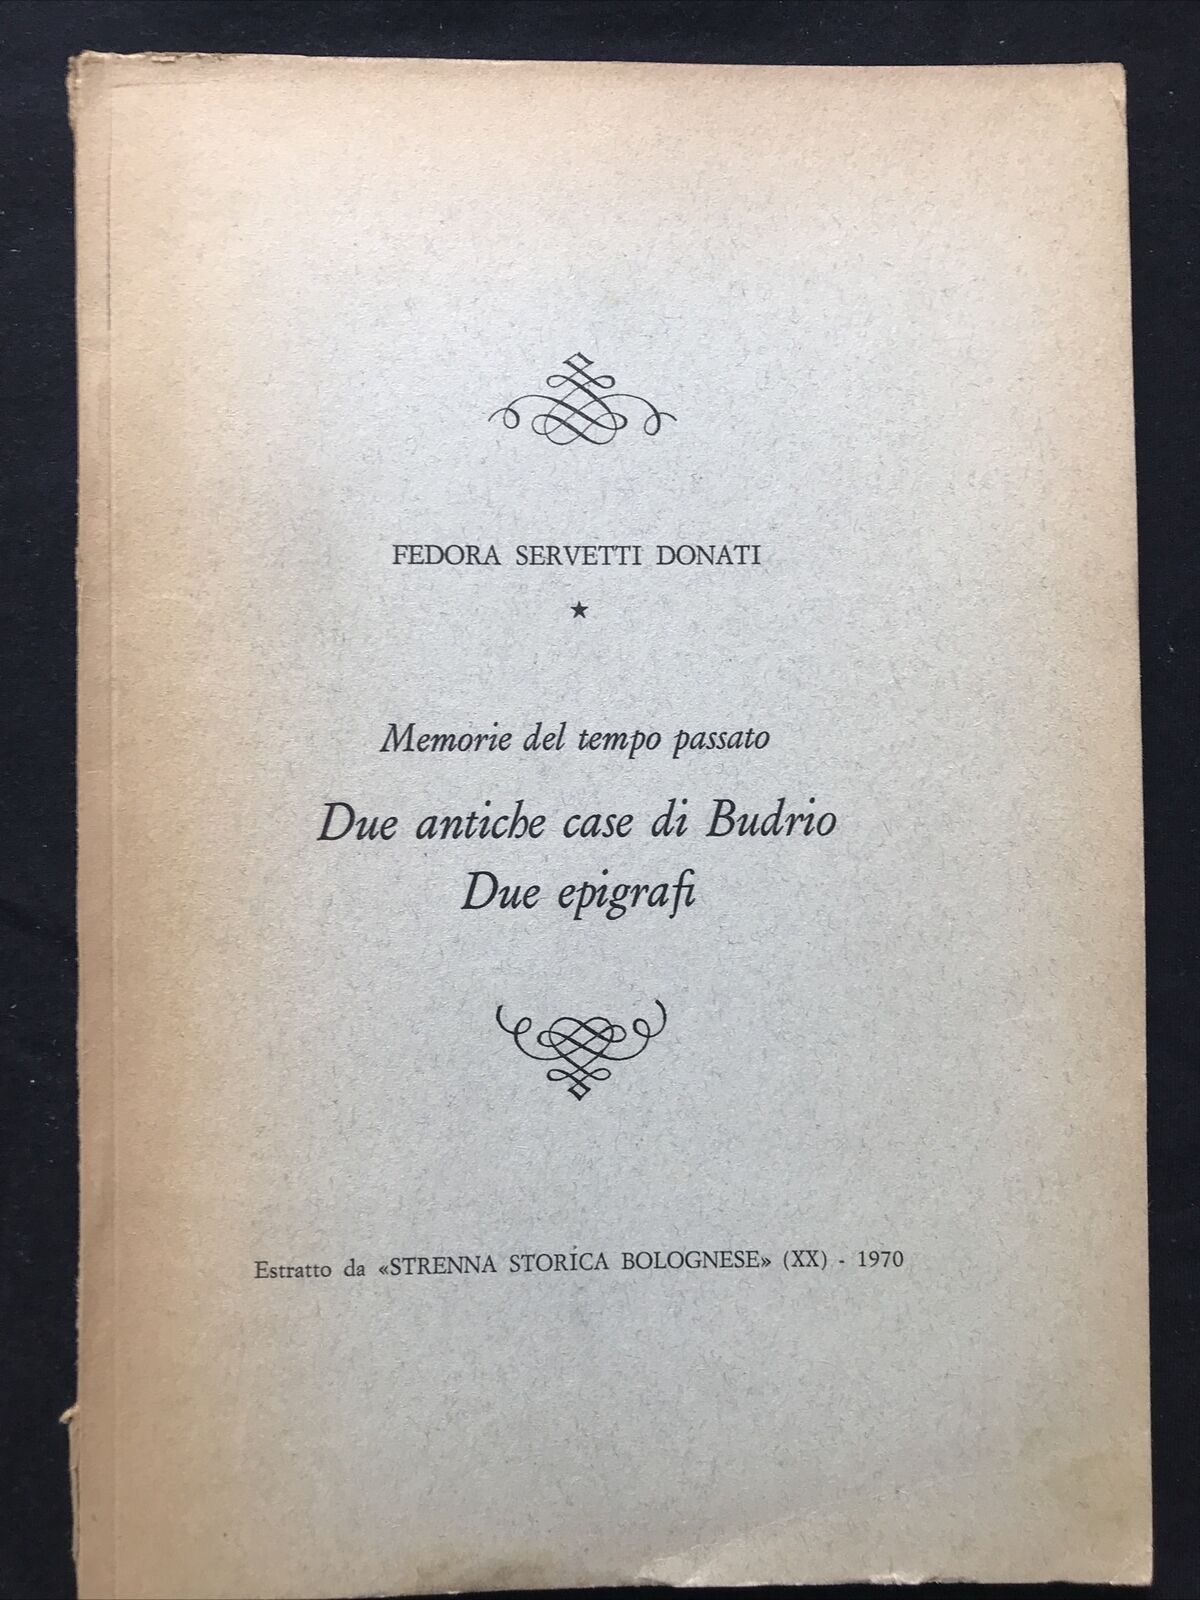 FEDORA SERVETTI DONATI
★
Memorie del tempo passato
Due antiche case di Budrio
Due epigrafi
Estratto da «STRENNA STORICA BOLOGNESE» (XX) - 1970